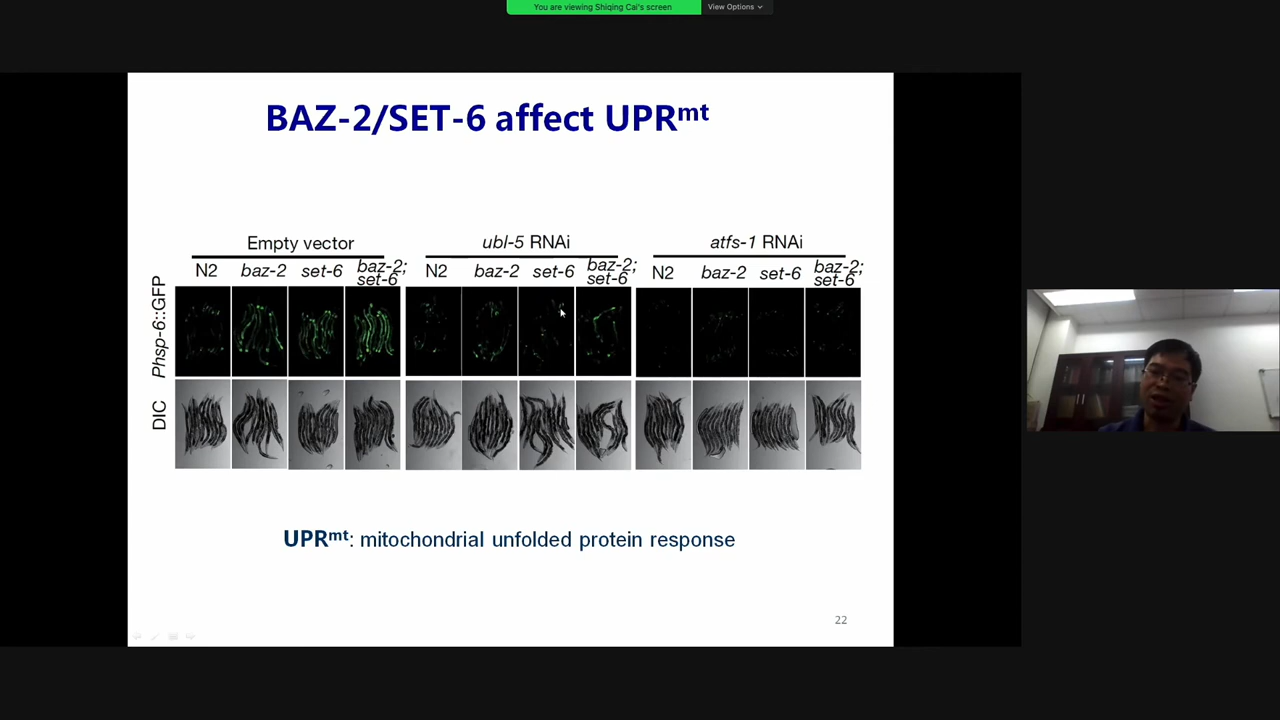 You are viewing Shiqing Cai's screen
View Options
BAZ-2/SET-6 affect UPRmt
Empty vector
ubl-5 RNAi
atfs-1 RNAi
N2 baz-2 set-6 baz-2; set-6
N2 baz-2 set-6 baz-2; set-6
N2 baz-2 set-6 baz-2; set-6
Phsp-6::GFP
DIC
UPRmt: mitochondrial unfolded protein response
22